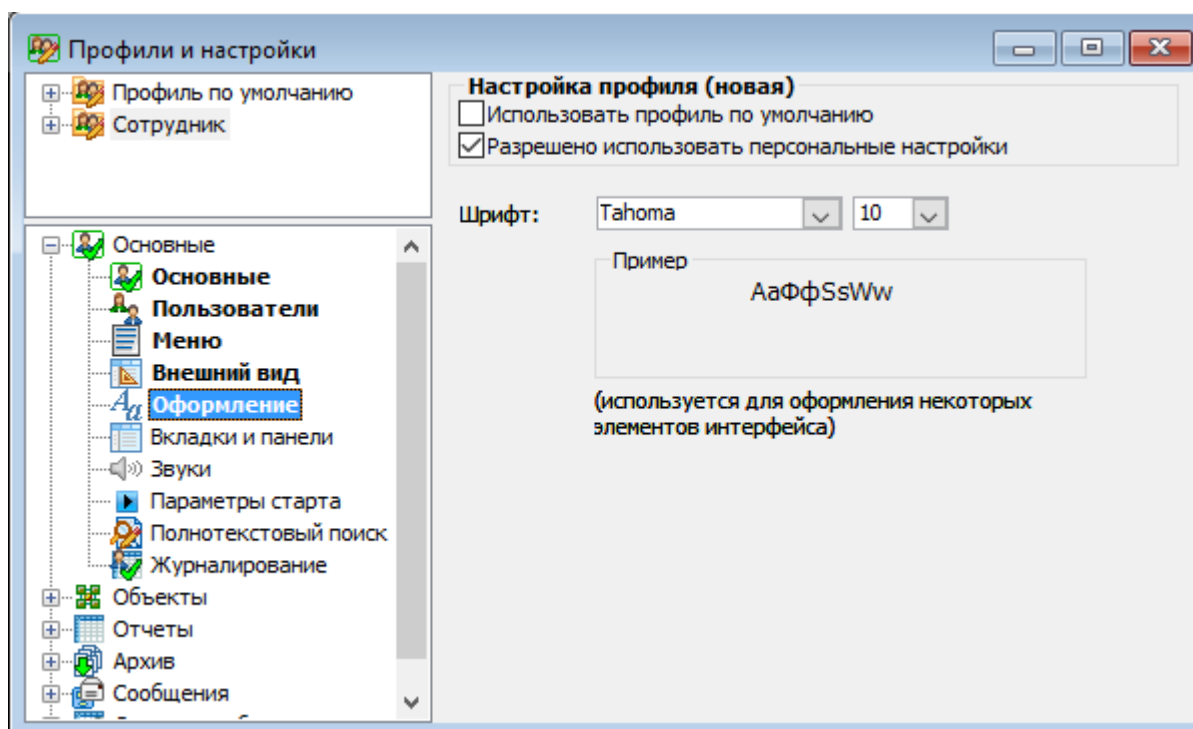 Профили и настройки
Профиль по умолчанию
Сотрудник
Основные
Основные
Пользователи
Меню
Внешний вид
Оформление
Вкладки и панели
Звуки
Параметры старта
Полнотекстовый поиск
Журналирование
Объекты
Отчеты
Архив
Сообщения
Настройка профиля (новая)
Использовать профиль по умолчанию
Разрешено использовать персональные настройки
Шрифт: Tahoma 10
Пример
АаФфSsWw
(используется для оформления некоторых
элементов интерфейса)